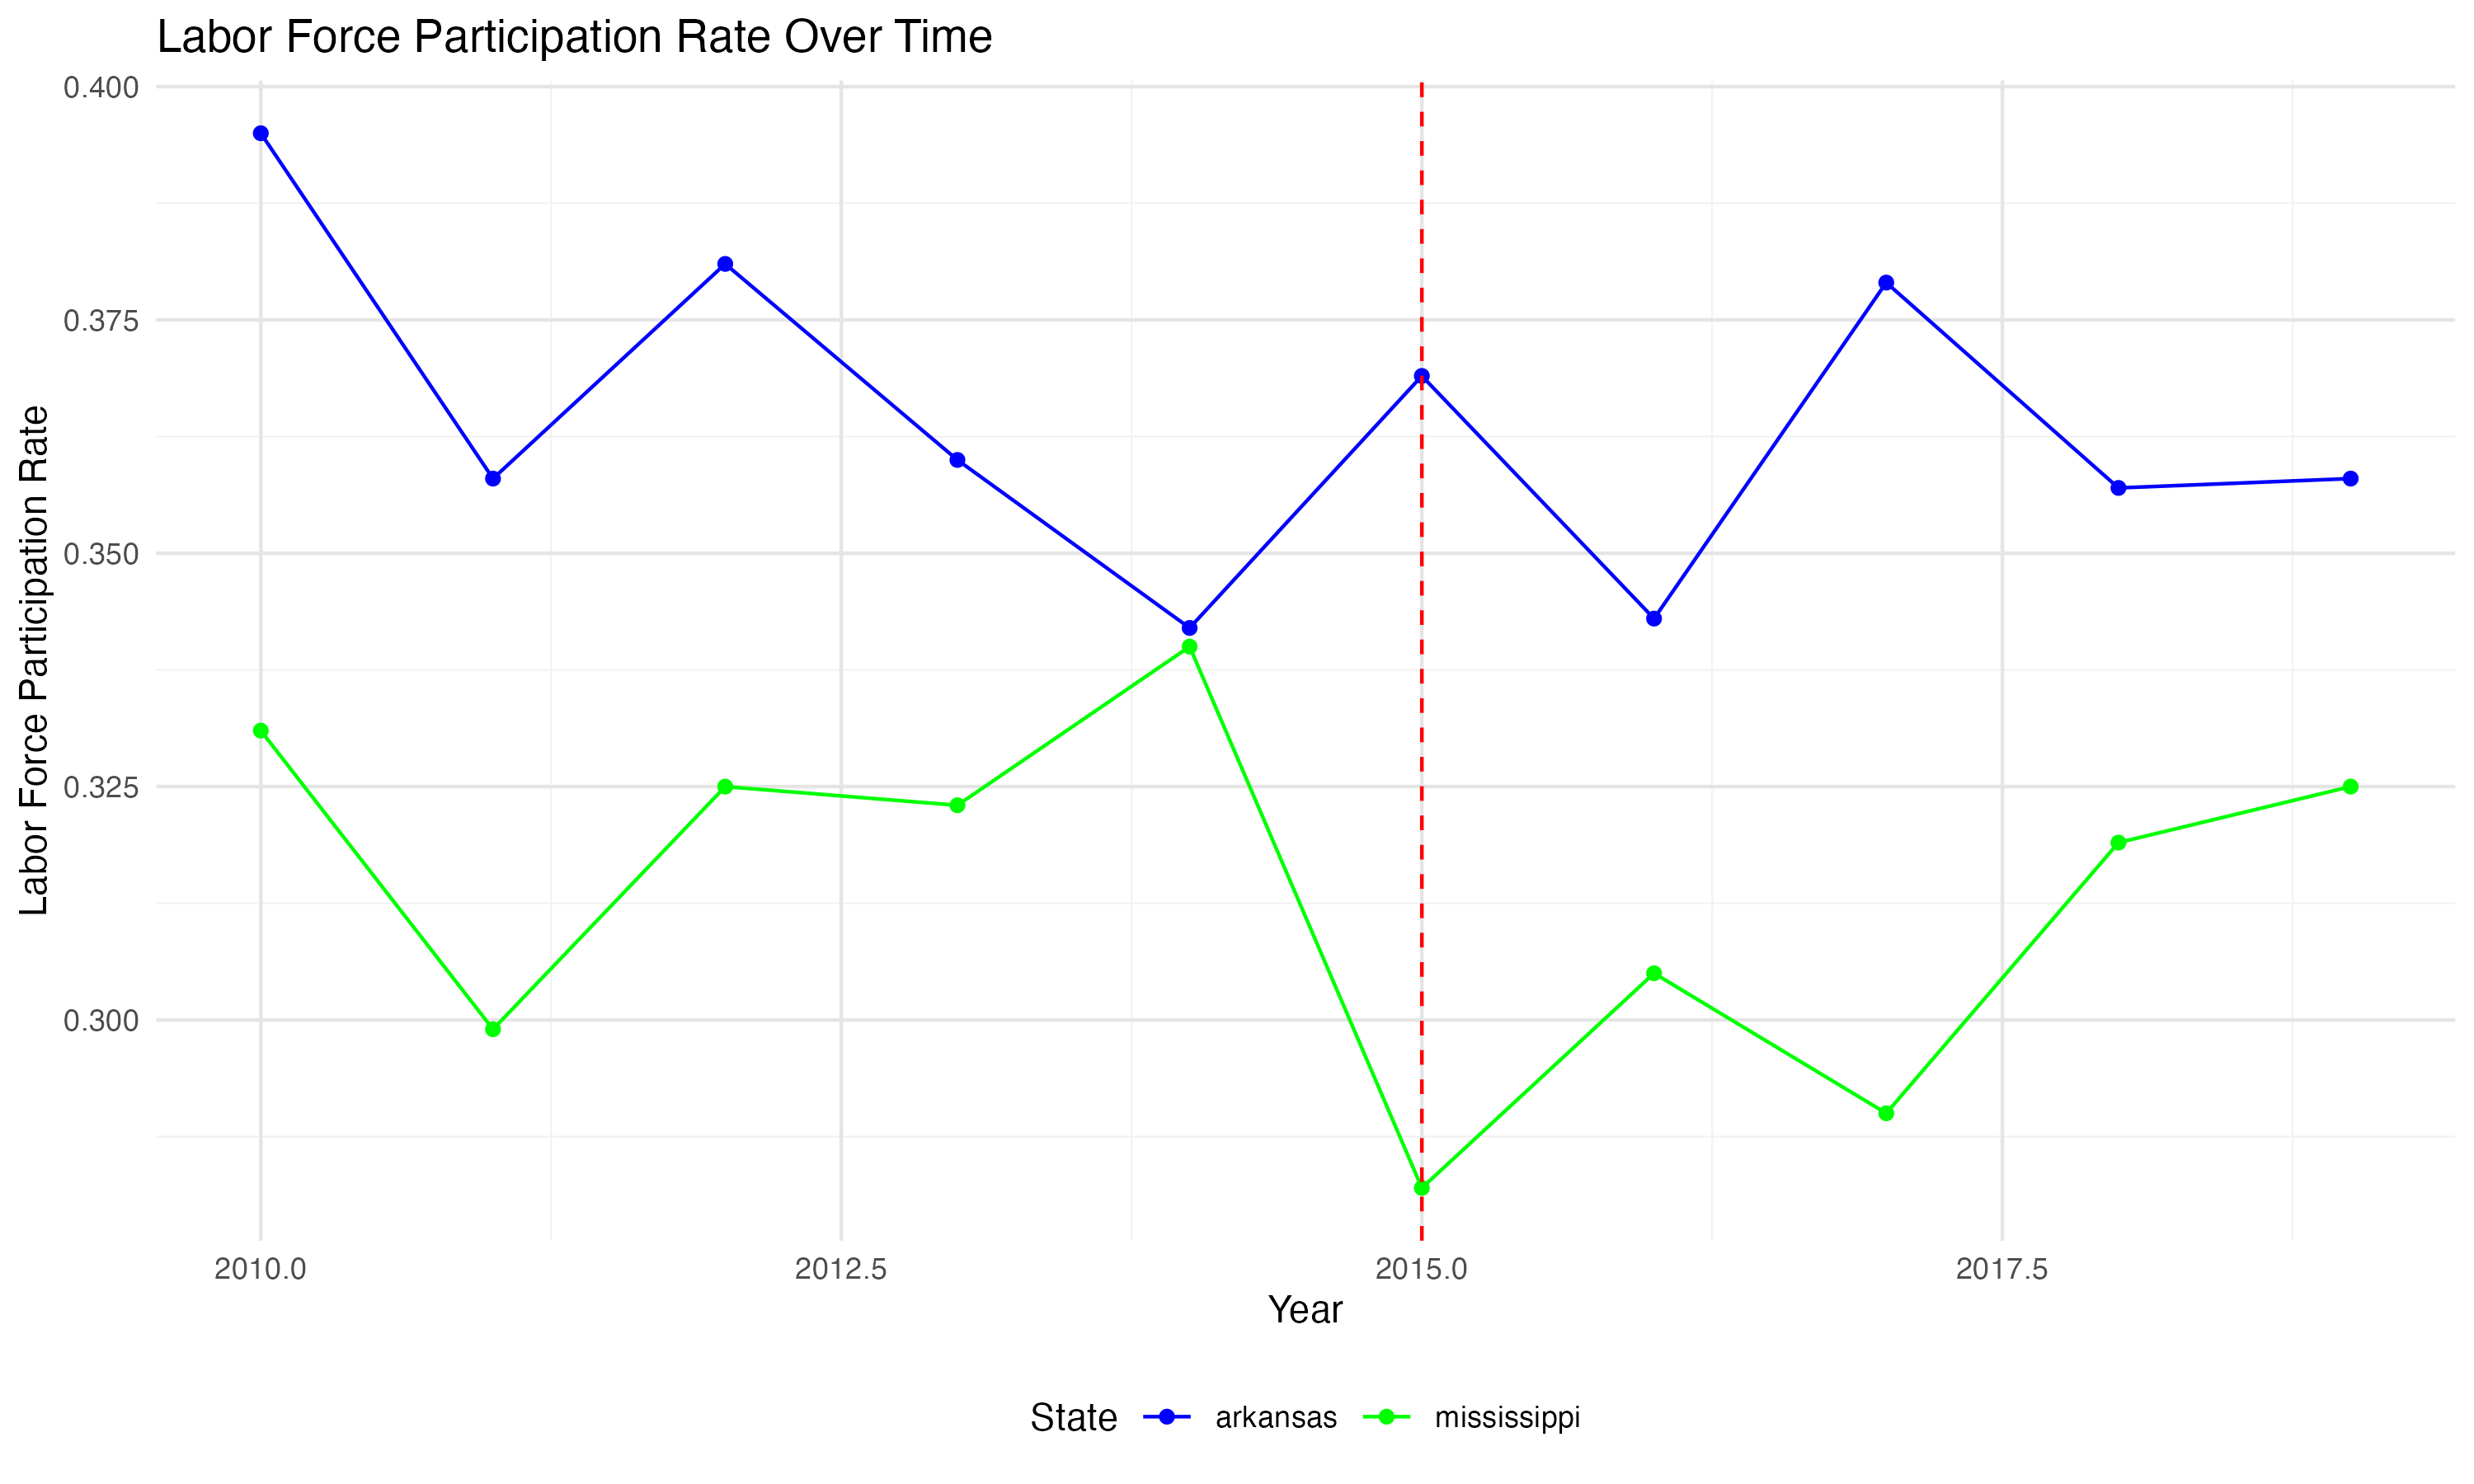 Labor Force Participation Rate Over Time
Labor Force Participation Rate
0.400
0.375
0.350
0.325
0.300
2010.0 2012.5 2015.0 2017.5
Year
State arkansas mississippi